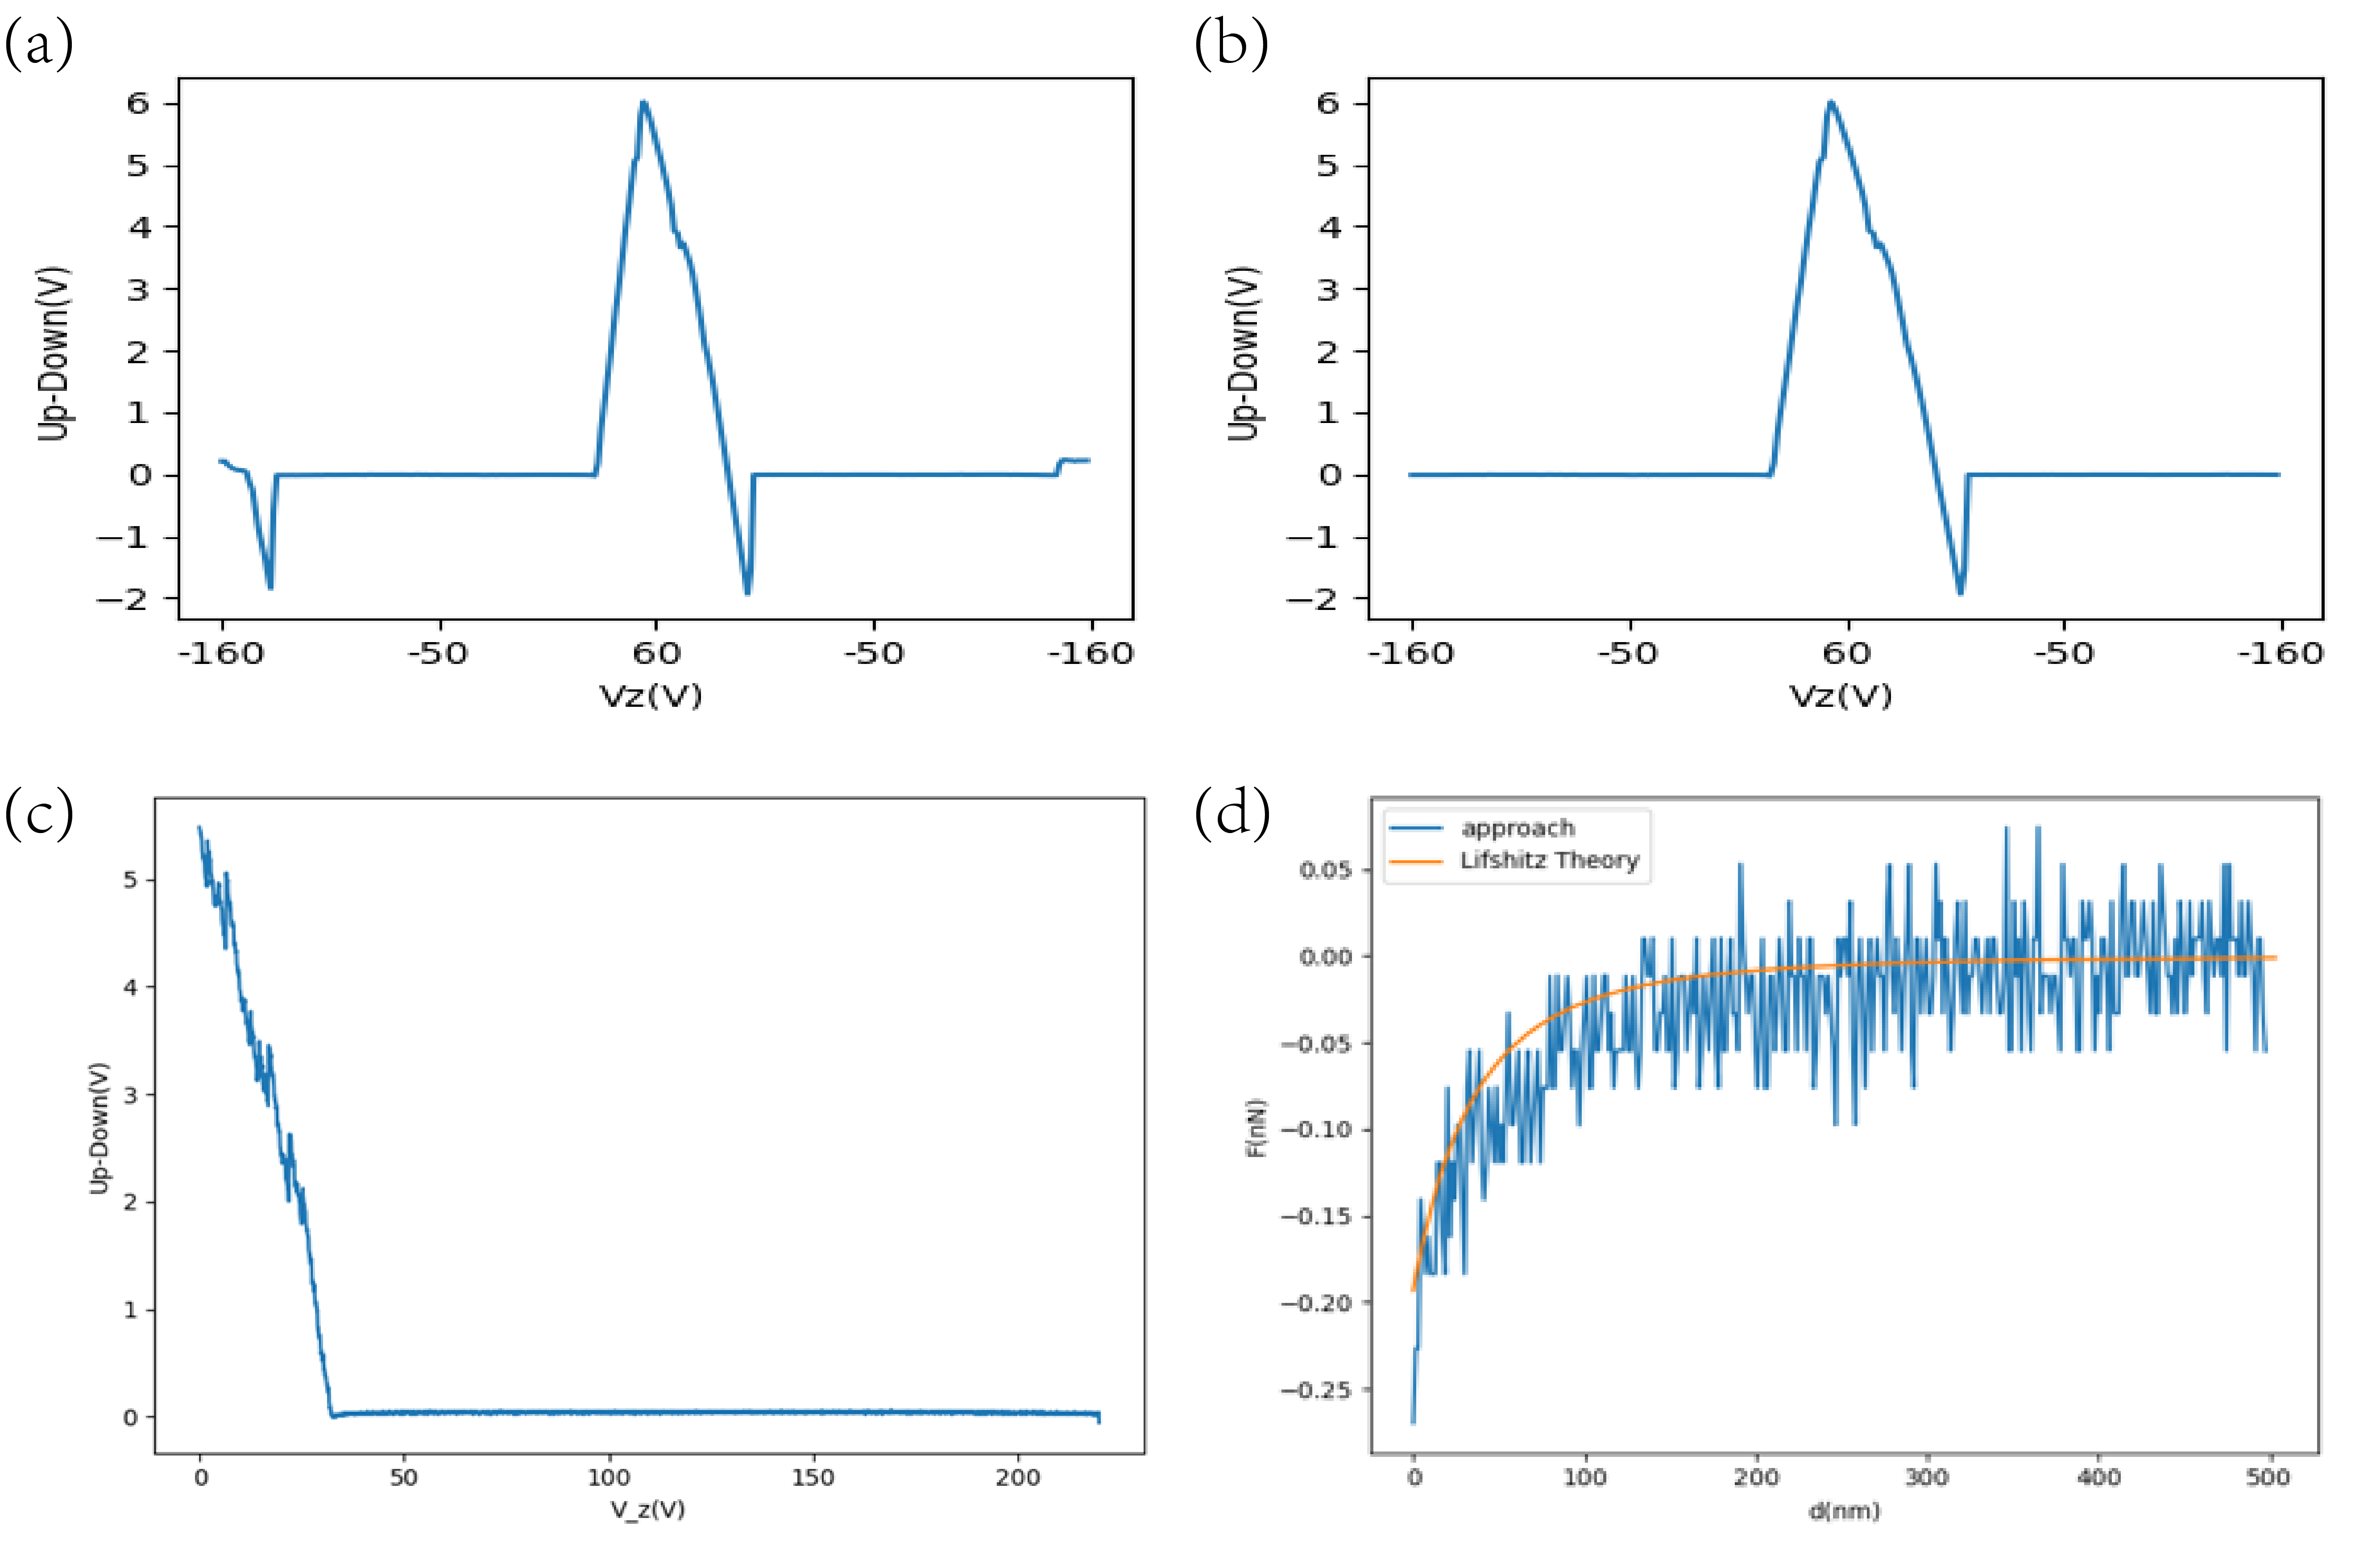 (a)
6
5
4
3
2
1
0
−1
−2
Up-Down(V)
-160 -50 60 -50 -160
Vz(V)
(b)
6
5
4
3
2
1
0
−1
−2
Up-Down(V)
-160 -50 60 -50 -160
Vz(V)
(c)
5
4
3
2
1
0
Up-Down(V)
0 50 100 150 200
V_z(V)
(d)
approach
Lifshitz Theory
0.05
0.00
−0.05
−0.10
−0.15
−0.20
−0.25
F(nN)
0 100 200 300 400 500
d(nm)